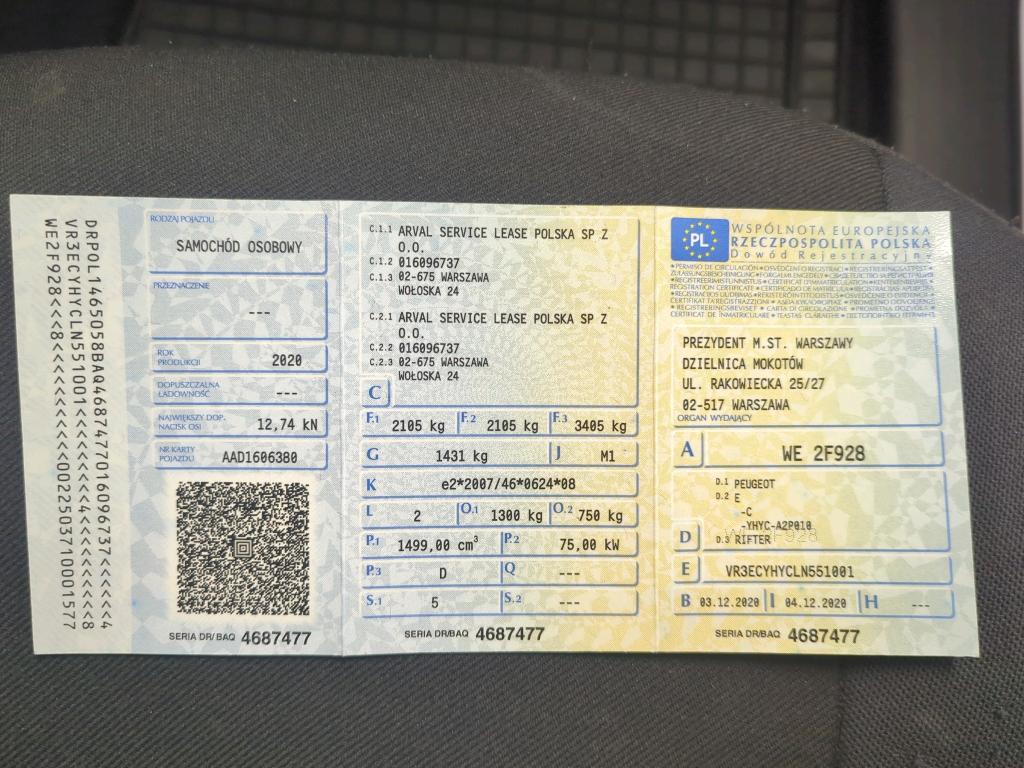 DRPOL1465058BAQ4687477016096737<<<<<4
RODZAJ POJAZDU
SAMOCHÓD OSOBOWY
PRZEZNACZENIE
---
ROK PRODUKCJI 2020
DOPUSZCZALNA ŁADOWNOŚĆ ---
NAJWIĘKSZY DOP. NACISK OSI 12,74 kN
NR KARTY POJAZDU AAD1606380
SERIA DR/BAQ 4687477
C.1.1 ARVAL SERVICE LEASE POLSKA SP Z
O.O.
C.1.2 016096737
C.1.3 02-675 WARSZAWA
WOŁOSKA 24
C.2.1 ARVAL SERVICE LEASE POLSKA SP Z
O.O.
C.2.2 016096737
C.2.3 02-675 WARSZAWA
WOŁOSKA 24
C
F.1 2105 kg F.2 2105 kg F.3 3405 kg
G 1431 kg J M1
K e2*2007/46*0624*08
L 2 O.1 1300 kg O.2 750 kg
P.1 1499,00 cm³ P.2 75,00 kW
P.3 D Q ---
S.1 5 S.2 ---
SERIA DR/BAQ 4687477
PL
WSPÓLNOTA EUROPEJSKA
RZECZPOSPOLITA POLSKA
Dowód Rejestracyjny
PREZYDENT M.ST. WARSZAWY
DZIELNICA MOKOTÓW
UL. RAKOWIECKA 25/27
02-517 WARSZAWA
ORGAN WYDAJĄCY
A WE 2F928
D.1 PEUGEOT
D.2 E
-C
-YHYC-A2P010
D D.3 RIFTER
E VR3ECYHYCLN551001
B 03.12.2020 I 04.12.2020 H ---
SERIA DR/BAQ 4687477